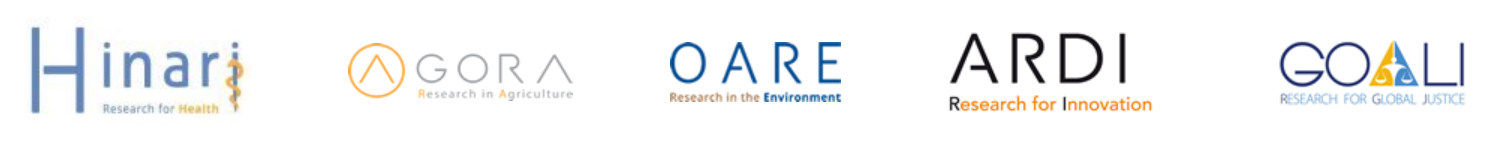 Hinari
Research for Health
AGORA
Research in Agriculture
OARE
Research in the Environment
ARDI
Research for Innovation
GOALI
RESEARCH FOR GLOBAL JUSTICE